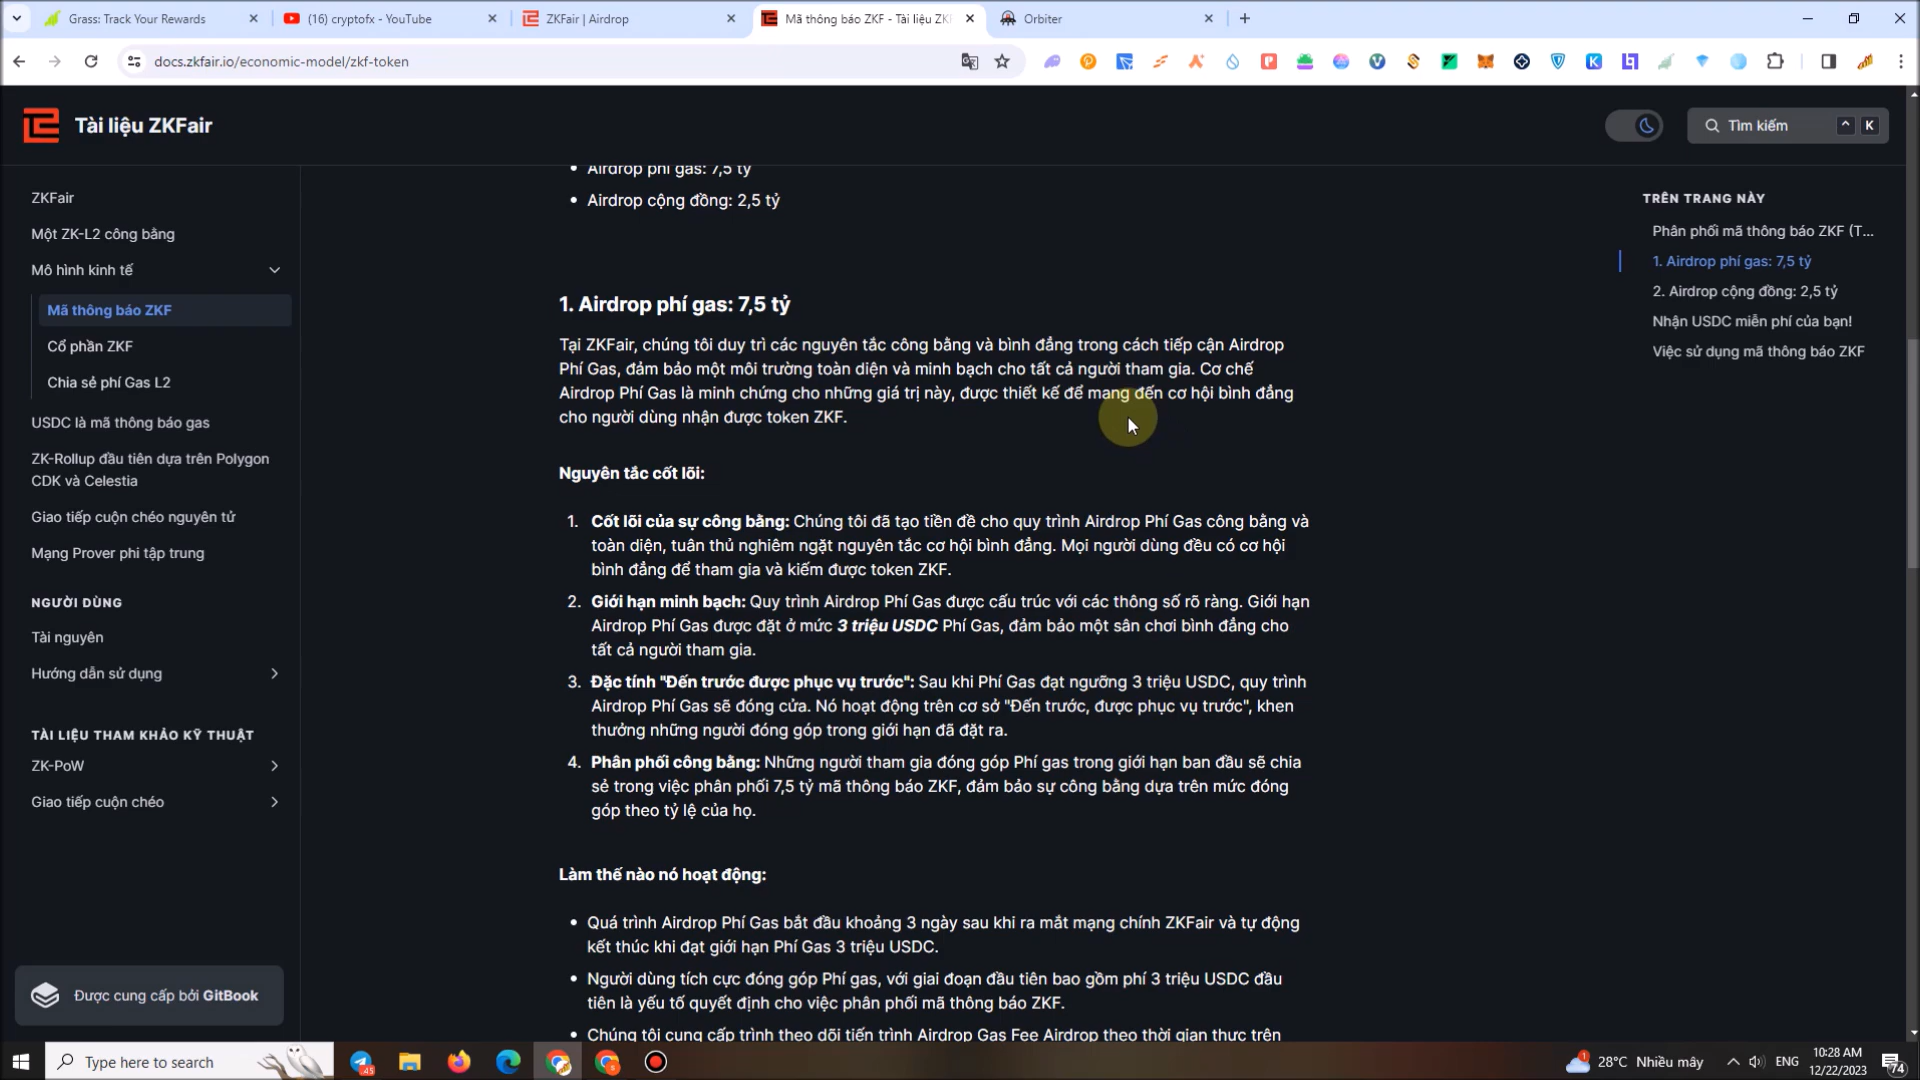 Grass: Track Your Rewards
(16) cryptofx - YouTube
ZKFair | Airdrop
Mã thông báo ZKF - Tài liệu ZKF
Orbiter
docs.zkfair.io/economic-model/zkf-token
Tài liệu ZKFair
Tìm kiếm
^ K
ZKFair
Một ZK-L2 công bằng
Mô hình kinh tế
Mã thông báo ZKF
Cổ phần ZKF
Chia sẻ phí Gas L2
USDC là mã thông báo gas
ZK-Rollup đầu tiên dựa trên Polygon
CDK và Celestia
Giao tiếp cuộn chéo nguyên tử
Mạng Prover phi tập trung
NGƯỜI DÙNG
Tài nguyên
Hướng dẫn sử dụng
TÀI LIỆU THAM KHẢO KỸ THUẬT
ZK-PoW
Giao tiếp cuộn chéo
Được cung cấp bởi GitBook
• Airdrop phí gas: 7,5 tỷ
• Airdrop cộng đồng: 2,5 tỷ
1. Airdrop phí gas: 7,5 tỷ
Tại ZKFair, chúng tôi duy trì các nguyên tắc công bằng và bình đẳng trong cách tiếp cận Airdrop
Phí Gas, đảm bảo một môi trường toàn diện và minh bạch cho tất cả người tham gia. Cơ chế
Airdrop Phí Gas là minh chứng cho những giá trị này, được thiết kế để mang đến cơ hội bình đẳng
cho người dùng nhận được token ZKF.
Nguyên tắc cốt lõi:
1. Cốt lõi của sự công bằng: Chúng tôi đã tạo tiền đề cho quy trình Airdrop Phí Gas công bằng và
toàn diện, tuân thủ nghiêm ngặt nguyên tắc cơ hội bình đẳng. Mọi người dùng đều có cơ hội
bình đẳng để tham gia và kiếm được token ZKF.
2. Giới hạn minh bạch: Quy trình Airdrop Phí Gas được cấu trúc với các thông số rõ ràng. Giới hạn
Airdrop Phí Gas được đặt ở mức 3 triệu USDC Phí Gas, đảm bảo một sân chơi bình đẳng cho
tất cả người tham gia.
3. Đặc tính "Đến trước được phục vụ trước": Sau khi Phí Gas đạt ngưỡng 3 triệu USDC, quy trình
Airdrop Phí Gas sẽ đóng cửa. Nó hoạt động trên cơ sở "Đến trước, được phục vụ trước", khen
thưởng những người đóng góp trong giới hạn đã đặt ra.
4. Phân phối công bằng: Những người tham gia đóng góp Phí gas trong giới hạn ban đầu sẽ chia
sẻ trong việc phân phối 7,5 tỷ mã thông báo ZKF, đảm bảo sự công bằng dựa trên mức đóng
góp theo tỷ lệ của họ.
Làm thế nào nó hoạt động:
• Quá trình Airdrop Phí Gas bắt đầu khoảng 3 ngày sau khi ra mắt mạng chính ZKFair và tự động
kết thúc khi đạt giới hạn Phí Gas 3 triệu USDC.
• Người dùng tích cực đóng góp Phí gas, với giai đoạn đầu tiên bao gồm phí 3 triệu USDC đầu
tiên là yếu tố quyết định cho việc phân phối mã thông báo ZKF.
• Chúng tôi cung cấp trình theo dõi tiến trình Airdrop Gas Fee Airdrop theo thời gian thực trên
TRÊN TRANG NÀY
Phân phối mã thông báo ZKF (T...
1. Airdrop phí gas: 7,5 tỷ
2. Airdrop cộng đồng: 2,5 tỷ
Nhận USDC miễn phí của bạn!
Việc sử dụng mã thông báo ZKF
Type here to search
45
28°C Nhiều mây
ENG
10:28 AM
12/22/2023
74